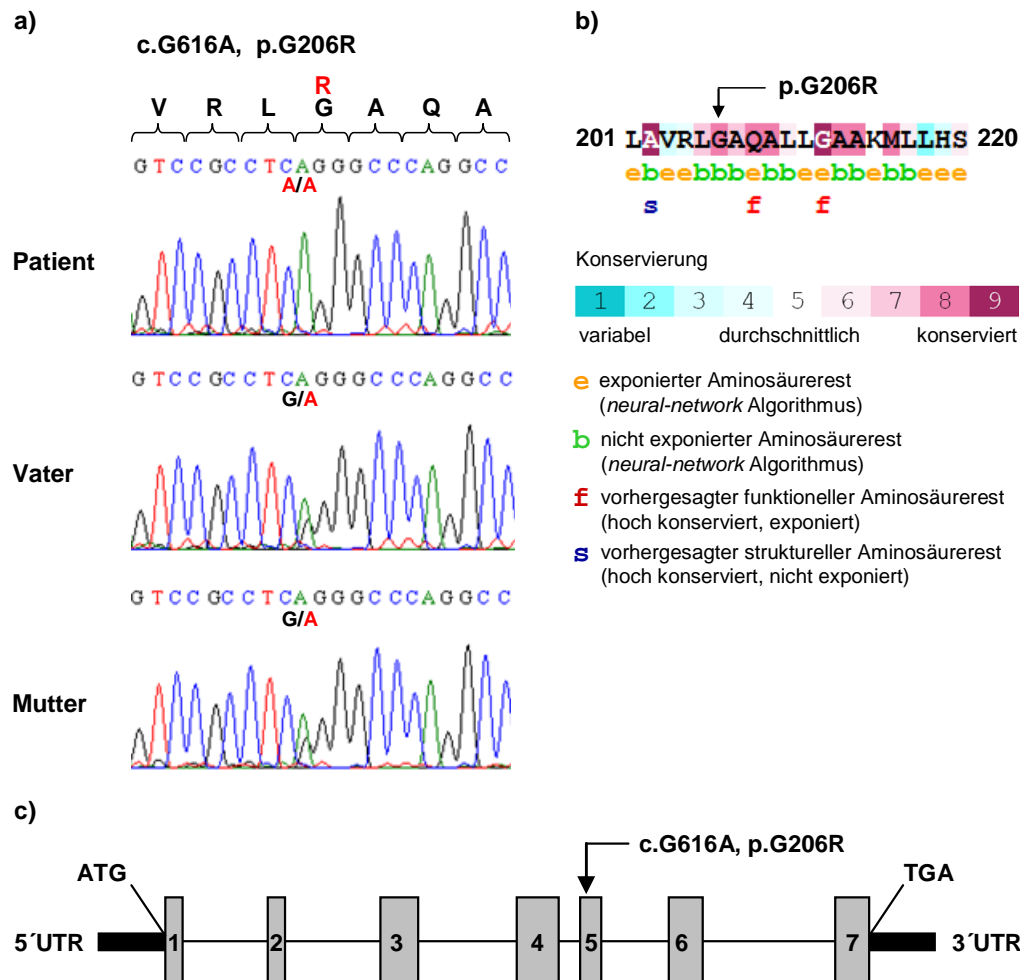 a)
c.G616A, p.G206R
R
V R L G A Q A
G T C C G C C T C A G G G C C C A G G C C
A/A
Patient
G T C C G C C T C A G G G C C C A G G C C
G/A
Vater
G T C C G C C T C A G G G C C C A G G C C
G/A
Mutter
b)
p.G206R
201 LAVRLGAQALLGAAKMLLHS 220
ebeebbbebbeebbebbeee
s f f
Konservierung
1 2 3 4 5 6 7 8 9
variabel durchschnittlich konserviert
e exponierter Aminosäurerest
(neural-network Algorithmus)
b nicht exponierter Aminosäurerest
(neural-network Algorithmus)
f vorhergesagter funktioneller Aminosäurerest
(hoch konserviert, exponiert)
s vorhergesagter struktureller Aminosäurerest
(hoch konserviert, nicht exponiert)
c)
c.G616A, p.G206R
ATG TGA
5´UTR 1 2 3 4 5 6 7 3´UTR